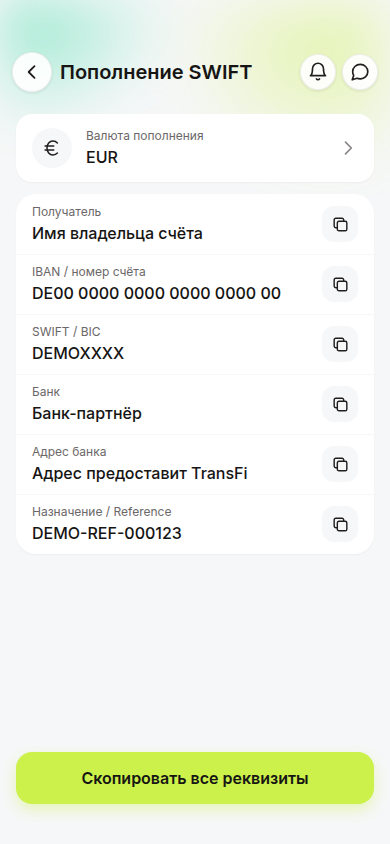 Пополнение SWIFT
Валюта пополнения
€
EUR
Получатель
Имя владельца счёта
IBAN / номер счёта
DE00 0000 0000 0000 0000 00
SWIFT / BIC
DEMOXXXX
Банк
Банк-партнёр
Адрес банка
Адрес предоставит TransFi
Назначение / Reference
DEMO-REF-000123
Скопировать все реквизиты